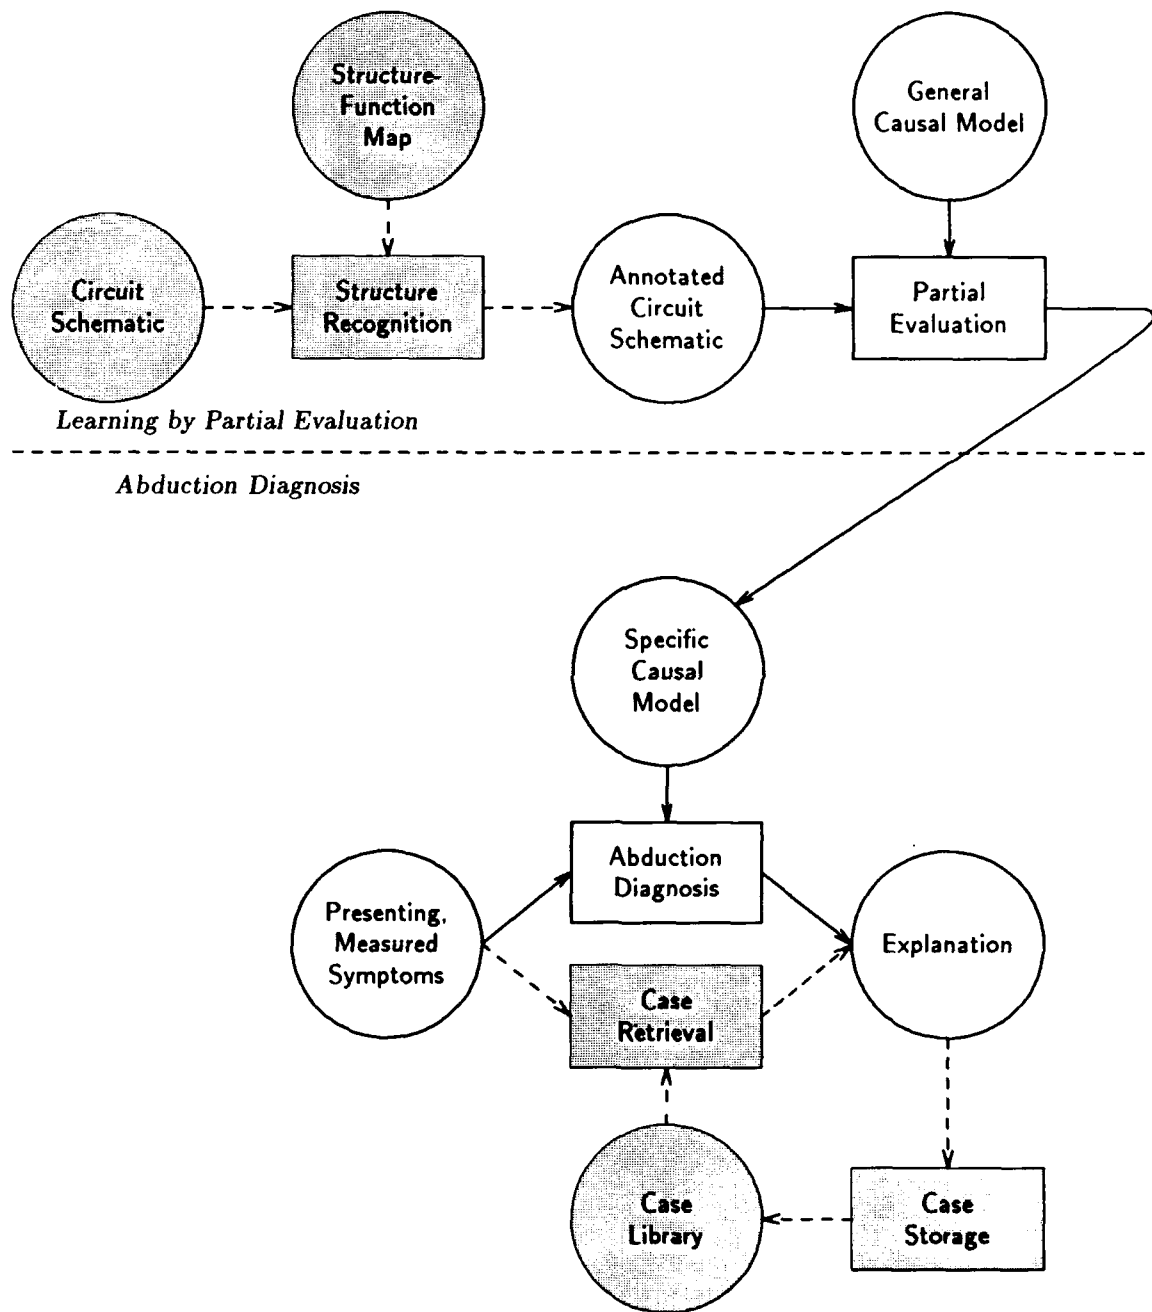 Structure-
Function
Map
General
Causal Model
Circuit
Schematic
Structure
Recognition
Annotated
Circuit
Schematic
Partial
Evaluation
Learning by Partial Evaluation
Abduction Diagnosis
Specific
Causal
Model
Abduction
Diagnosis
Presenting,
Measured
Symptoms
Explanation
Case
Retrieval
Case
Library
Case
Storage